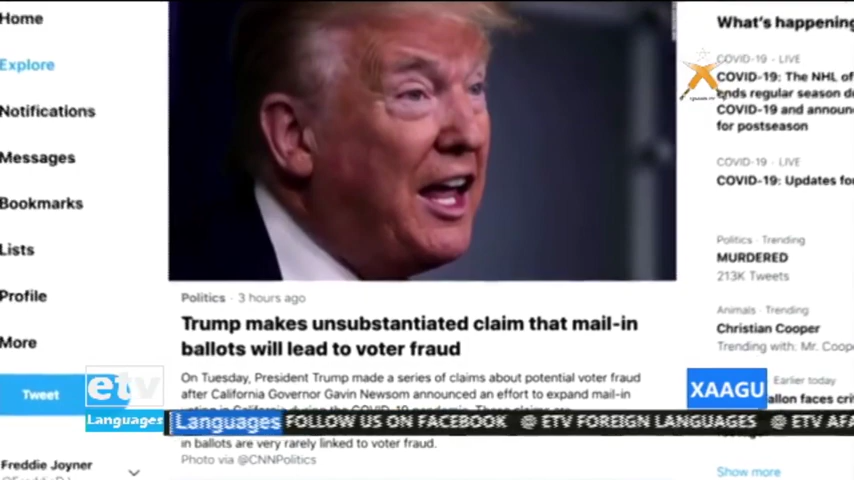 Home
Explore
Notifications
Messages
Bookmarks
Lists
Profile
More
Tweet
Freddie Joyner
Politics · 3 hours ago
Trump makes unsubstantiated claim that mail-in
ballots will lead to voter fraud
On Tuesday, President Trump made a series of claims about potential voter fraud
after California Governor Gavin Newsom announced an effort to expand mail-in
in ballots are very rarely linked to voter fraud.
Photo via @CNNPolitics
What's happening
COVID-19 · LIVE
COVID-19: The NHL of
ends regular season d
COVID-19 and announ
for postseason
COVID-19 · LIVE
COVID-19: Updates fo
Politics · Trending
MURDERED
213K Tweets
Animals · Trending
Christian Cooper
Trending with: Mr. Coop
Earlier today
allon faces crit
Show more
etv
Languages
XAAGU
Languages FOLLOW US ON FACEBOOK @ ETV FOREIGN LANGUAGES @ ETV AFA